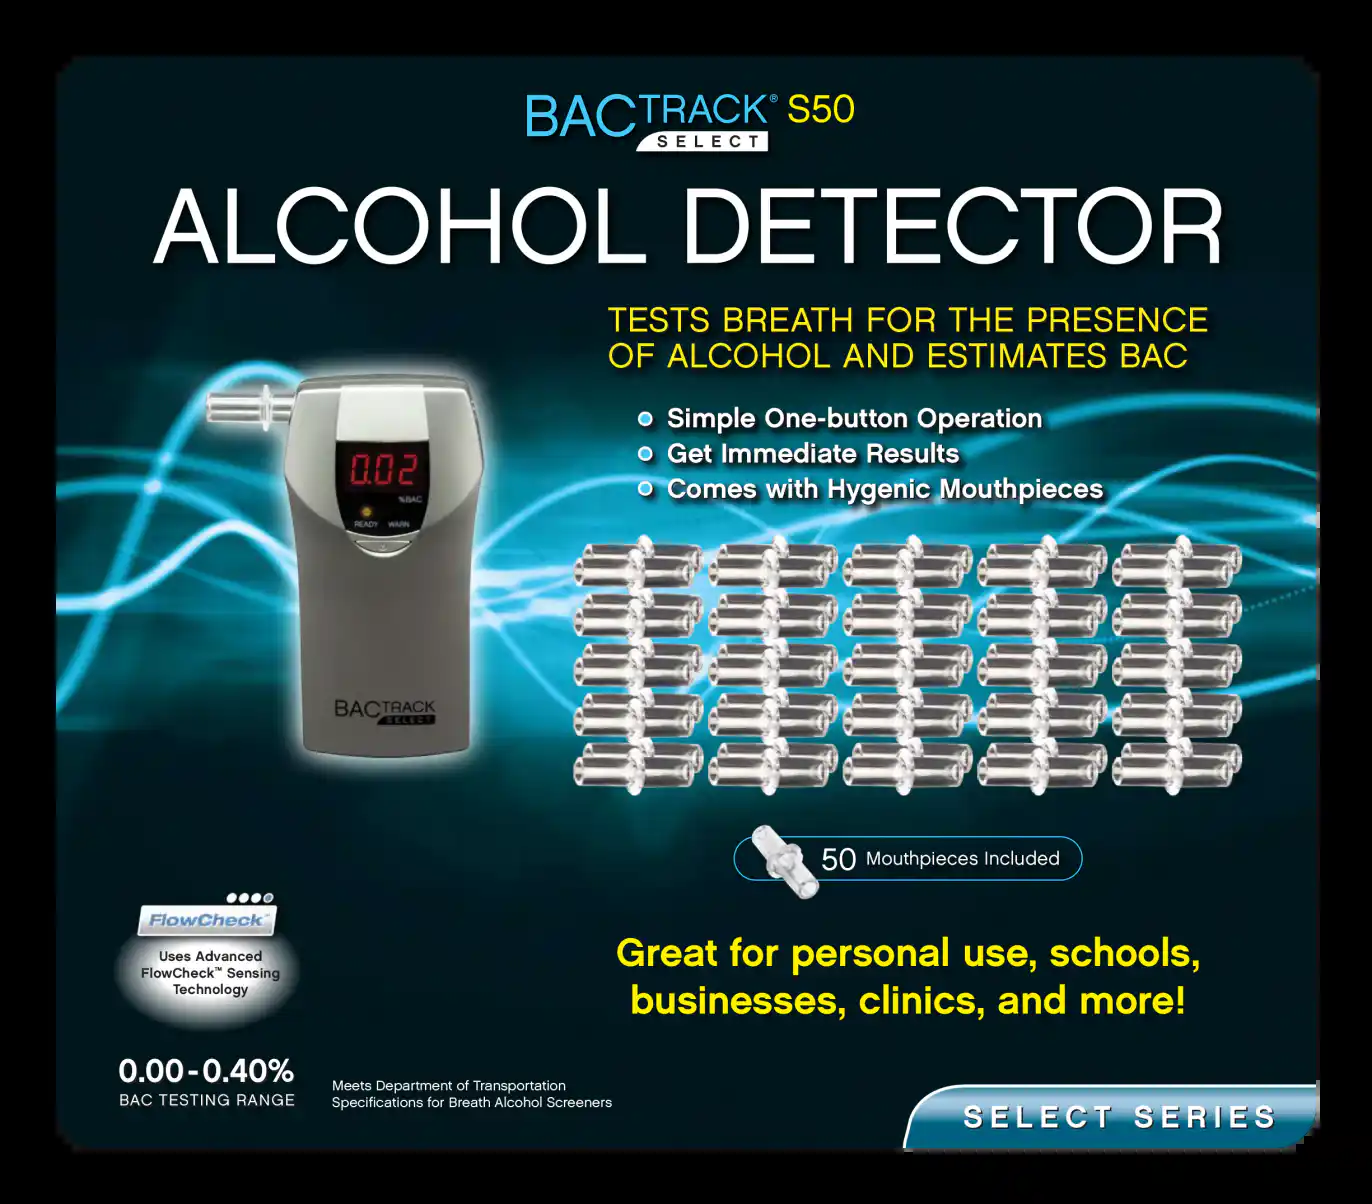 BACTRACK® S50
SELECT
ALCOHOL DETECTOR
TESTS BREATH FOR THE PRESENCE
OF ALCOHOL AND ESTIMATES BAC
Simple One-button Operation
Get Immediate Results
Comes with Hygenic Mouthpieces
0.02
%BAC
READY WARN
BACTRACK
SELECT
50 Mouthpieces Included
FlowCheck™
Uses Advanced
FlowCheck™ Sensing
Technology
Great for personal use, schools,
businesses, clinics, and more!
0.00-0.40%
BAC TESTING RANGE
Meets Department of Transportation
Specifications for Breath Alcohol Screeners
SELECT SERIES